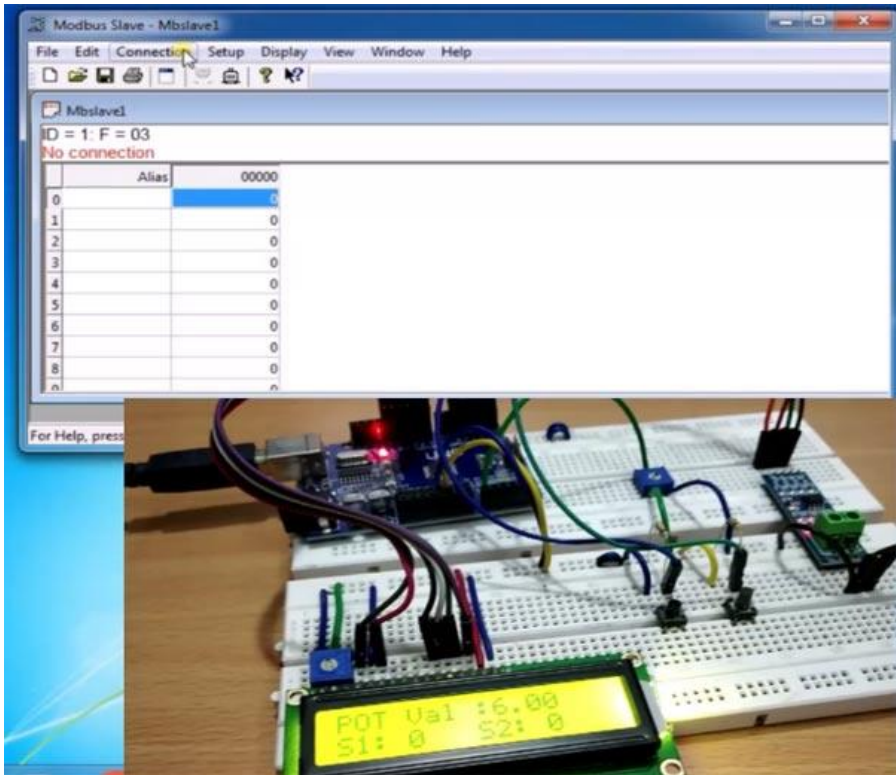 Modbus Slave - Mbslave1
File Edit Connection Setup Display View Window Help
Mbslave1
ID = 1: F = 03
No connection
Alias 00000
0 0
1 0
2 0
3 0
4 0
5 0
6 0
7 0
8 0
For Help, press
POT Val :6.00
S1: 0 S2: 0